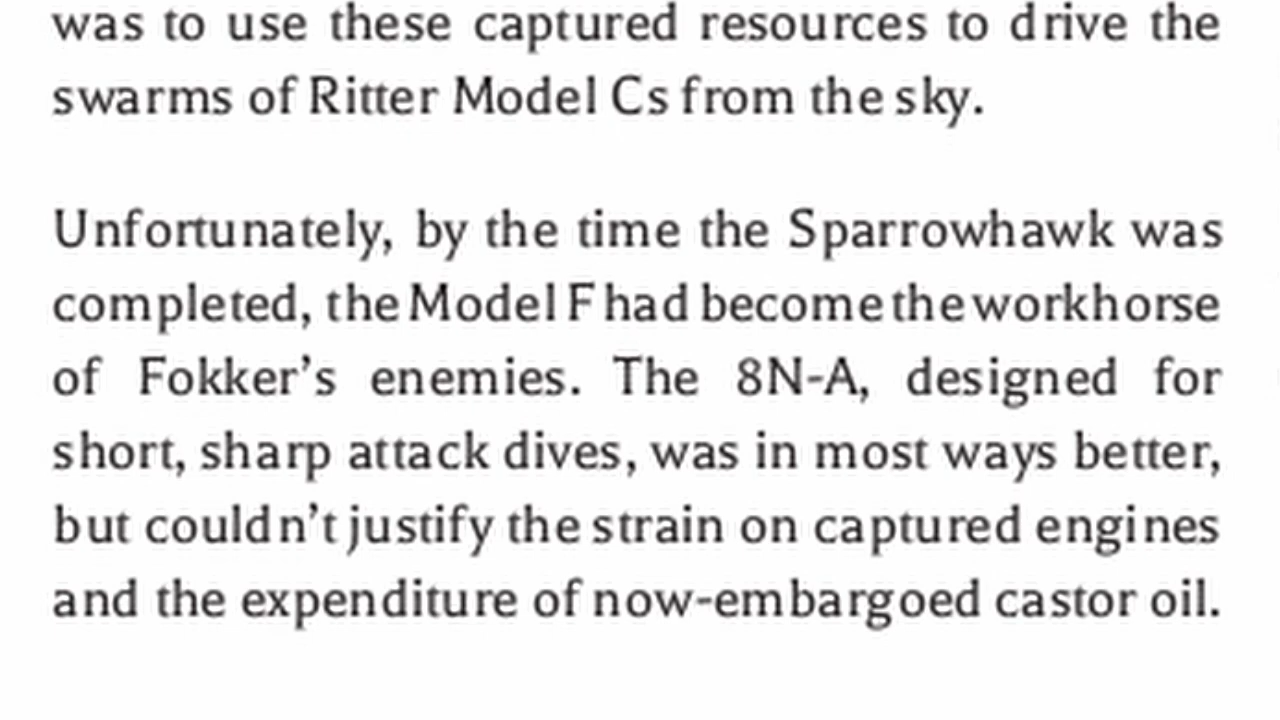 was to use these captured resources to drive the
swarms of Ritter Model Cs from the sky.
Unfortunately, by the time the Sparrowhawk was
completed, the Model F had become the workhorse
of Fokker’s enemies. The 8N-A, designed for
short, sharp attack dives, was in most ways better,
but couldn’t justify the strain on captured engines
and the expenditure of now-embargoed castor oil.